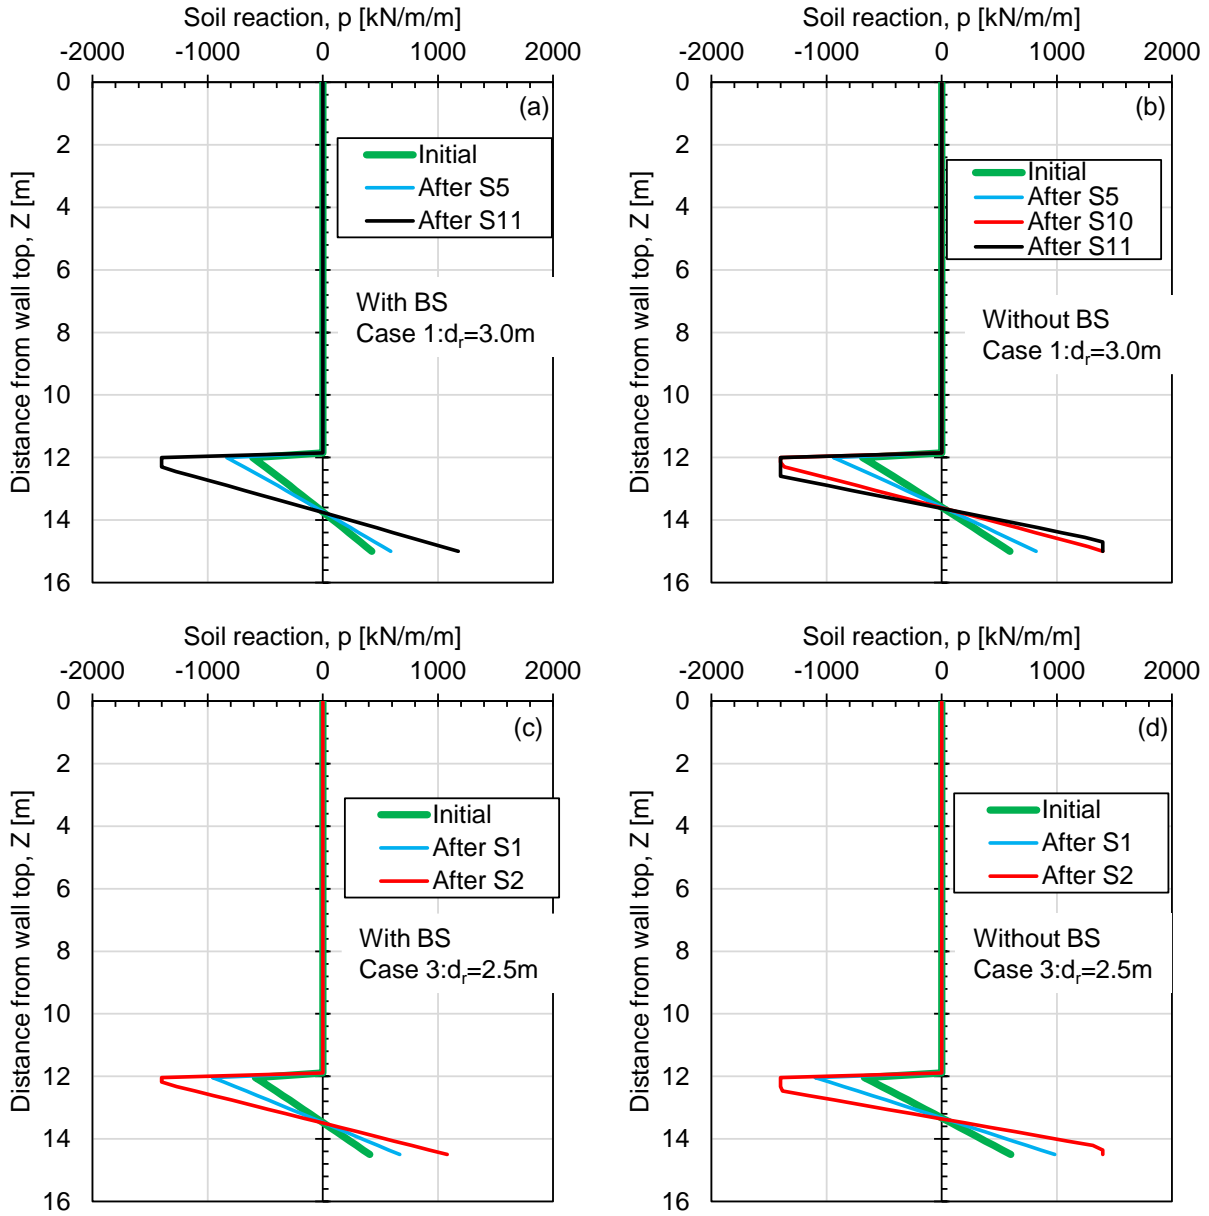 Soil reaction, p [kN/m/m]
-2000 -1000 0 1000 2000
0
2
4
6
8
10
12
14
16
Distance from wall top, Z [m]
(a)
Initial
After S5
After S11
With BS
Case 1:dr=3.0m
Soil reaction, p [kN/m/m]
-2000 -1000 0 1000 2000
0
2
4
6
8
10
12
14
16
Distance from wall top, Z [m]
(b)
Initial
After S5
After S10
After S11
Without BS
Case 1:dr=3.0m
Soil reaction, p [kN/m/m]
-2000 -1000 0 1000 2000
0
2
4
6
8
10
12
14
16
Distance from wall top, Z [m]
(c)
Initial
After S1
After S2
With BS
Case 3:dr=2.5m
Soil reaction, p [kN/m/m]
-2000 -1000 0 1000 2000
0
2
4
6
8
10
12
14
16
Distance from wall top, Z [m]
(d)
Initial
After S1
After S2
Without BS
Case 3:dr=2.5m